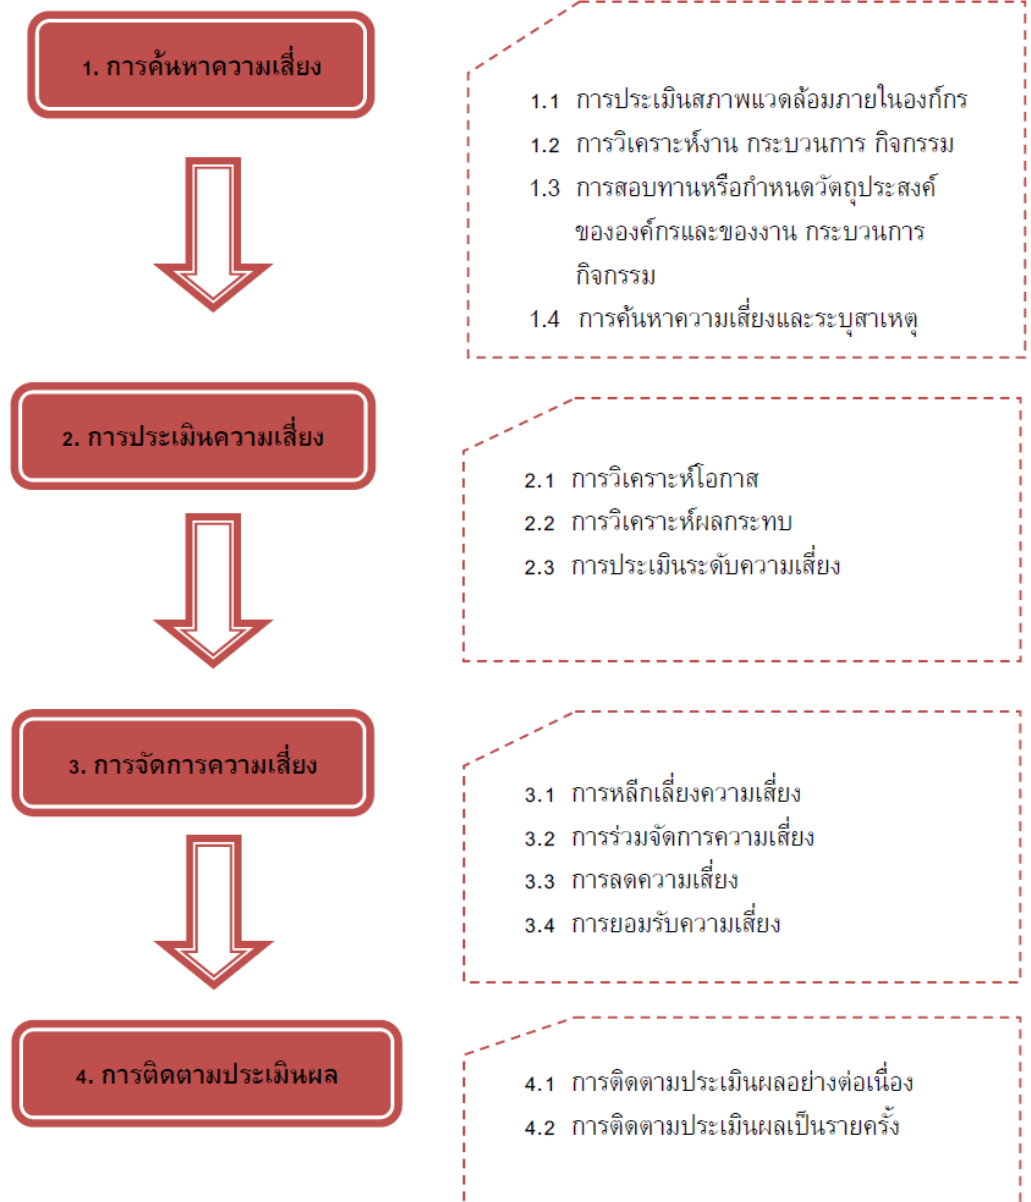 1. การค้นหาความเสี่ยง
1.1 การประเมินสภาพแวดล้อมภายในองก์กร
1.2 การวิเคราะห์งาน กระบวนการ กิจกรรม
1.3 การสอบทานหรือกำหนดวัตถุประสงค์
ขององค์กรและของงาน กระบวนการ
กิจกรรม
1.4 การค้นหาความเสี่ยงและระบุสาเหตุ
2. การประเมินความเสี่ยง
2.1 การวิเคราะห์โอกาส
2.2 การวิเคราะห์ผลกระทบ
2.3 การประเมินระดับความเสี่ยง
3. การจัดการความเสี่ยง
3.1 การหลีกเลี่ยงความเสี่ยง
3.2 การร่วมจัดการความเสี่ยง
3.3 การลดความเสี่ยง
3.4 การยอมรับความเสี่ยง
4. การติดตามประเมินผล
4.1 การติดตามประเมินผลอย่างต่อเนื่อง
4.2 การติดตามประเมินผลเป็นรายครั้ง